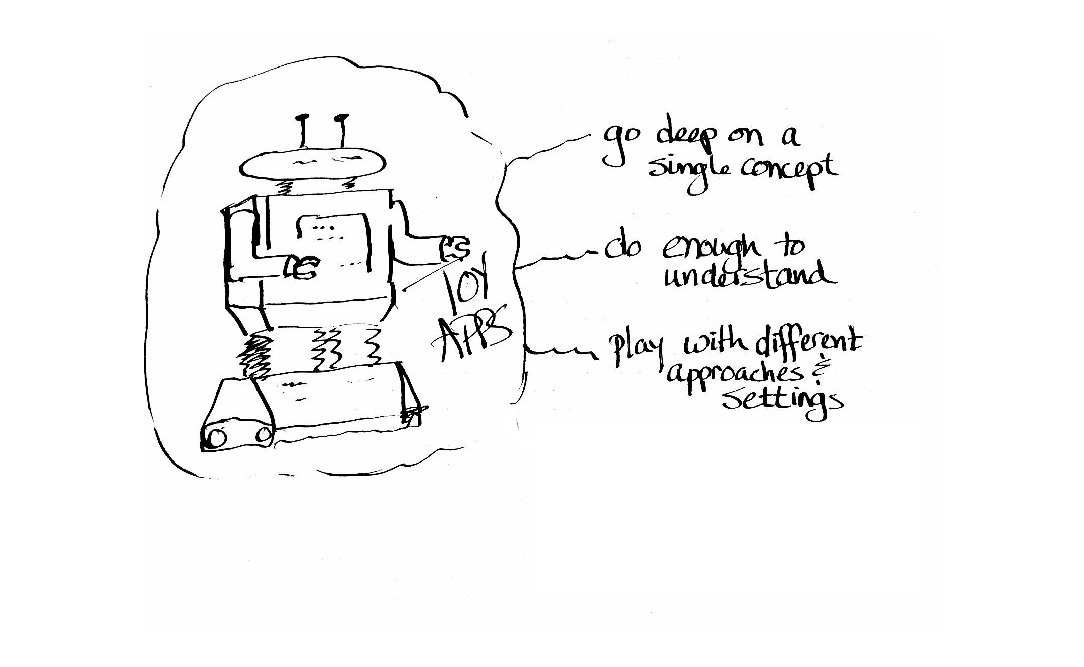 go deep on a
single concept
do enough to
understand
TOY
APPS
play with different
approaches &
settings